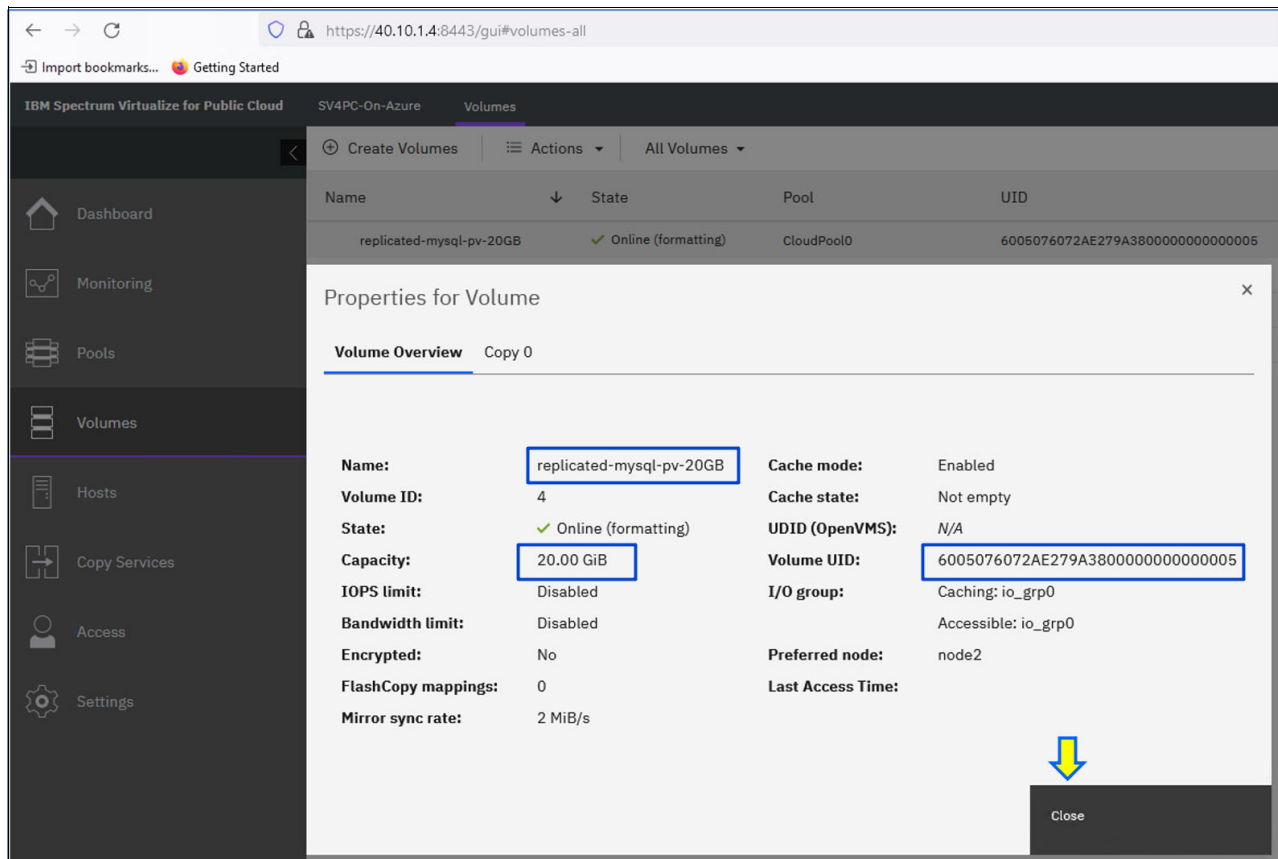 https://40.10.1.4:8443/gui#volumes-all
Import bookmarks... Getting Started
IBM Spectrum Virtualize for Public Cloud SV4PC-On-Azure Volumes
Create Volumes Actions All Volumes
Name State Pool UID
replicated-mysql-pv-20GB Online (formatting) CloudPool0 6005076072AE279A3800000000000005
Dashboard
Monitoring
Pools
Volumes
Hosts
Copy Services
Access
Settings
Properties for Volume
Volume Overview Copy 0
Name: replicated-mysql-pv-20GB Cache mode: Enabled
Volume ID: 4 Cache state: Not empty
State: Online (formatting) UDID (OpenVMS): N/A
Capacity: 20.00 GiB Volume UID: 6005076072AE279A3800000000000005
IOPS limit: Disabled I/O group: Caching: io_grp0
Bandwidth limit: Disabled Accessible: io_grp0
Encrypted: No Preferred node: node2
FlashCopy mappings: 0 Last Access Time:
Mirror sync rate: 2 MiB/s
Close